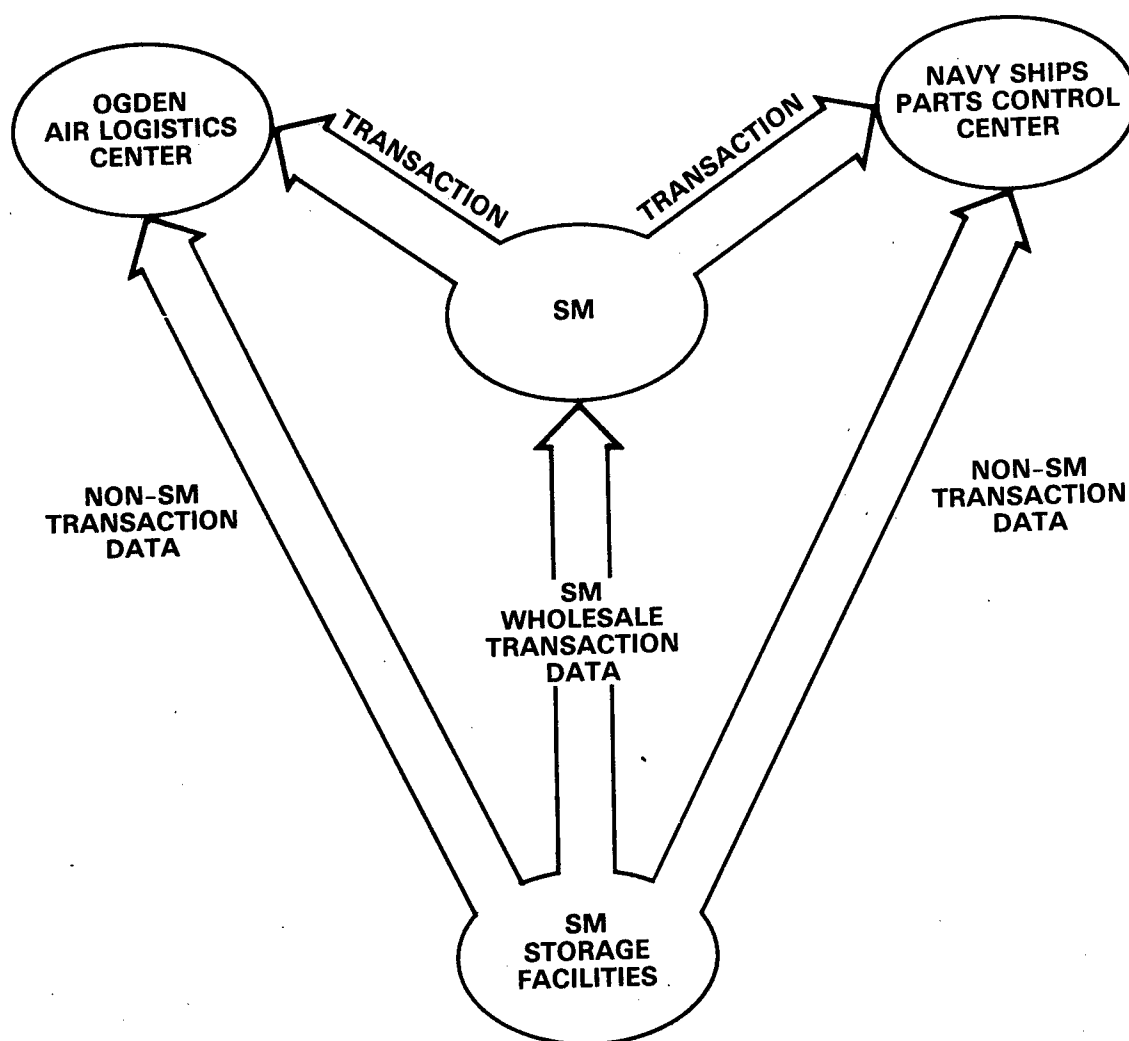 OGDEN
AIR LOGISTICS
CENTER
NAVY SHIPS
PARTS CONTROL
CENTER
TRANSACTION
TRANSACTION
SM
NON-SM
TRANSACTION
DATA
NON-SM
TRANSACTION
DATA
SM
WHOLESALE
TRANSACTION
DATA
SM
STORAGE
FACILITIES